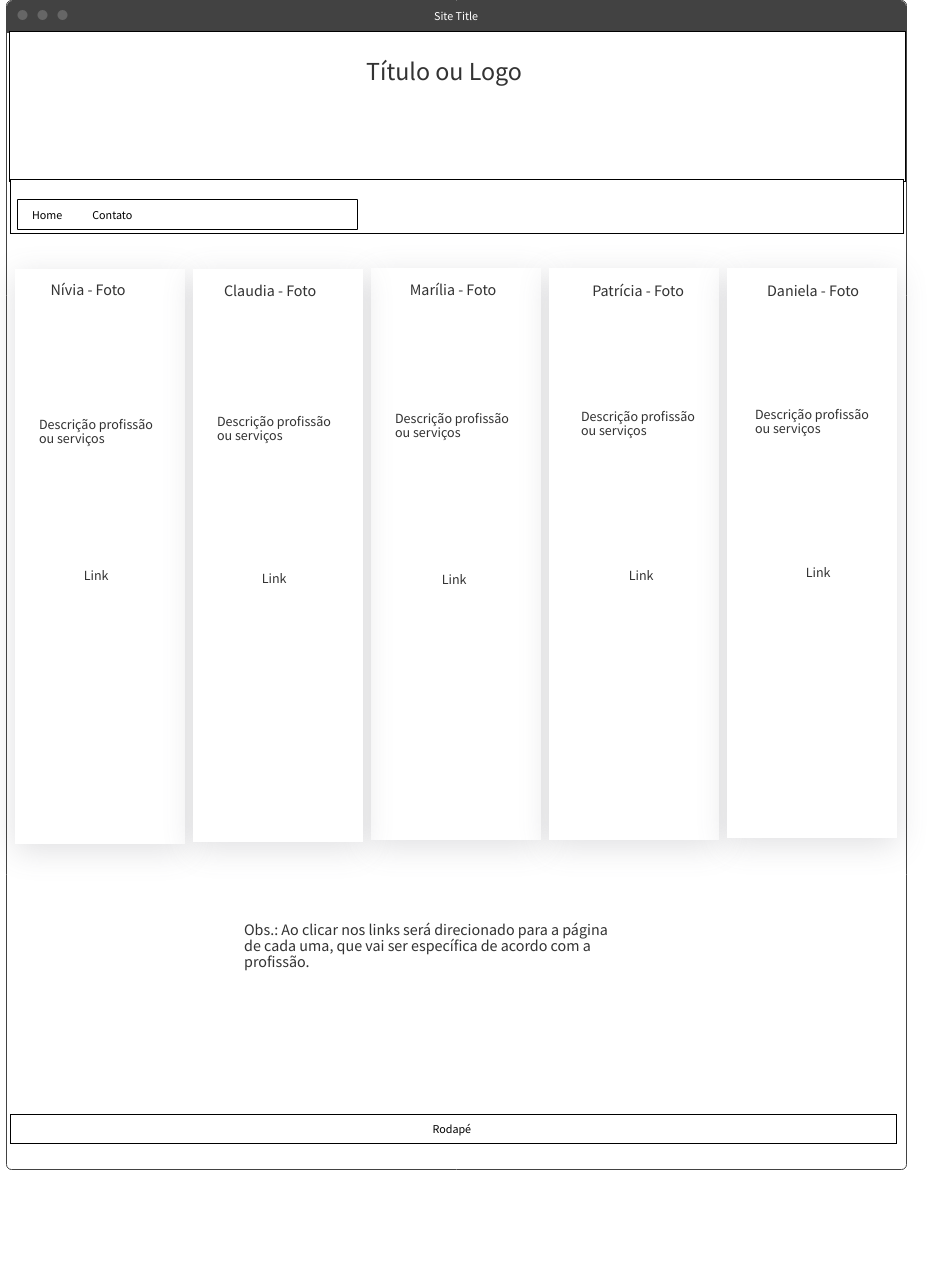 Site Title
Título ou Logo
Home
Contato
Nívia - Foto
Claudia - Foto
Marília - Foto
Patrícia - Foto
Daniela - Foto
Descrição profissão
ou serviços
Descrição profissão
ou serviços
Descrição profissão
ou serviços
Descrição profissão
ou serviços
Descrição profissão
ou serviços
Link
Link
Link
Link
Link
Obs.: Ao clicar nos links será direcionado para a página
de cada uma, que vai ser específica de acordo com a
profissão.
Rodapé